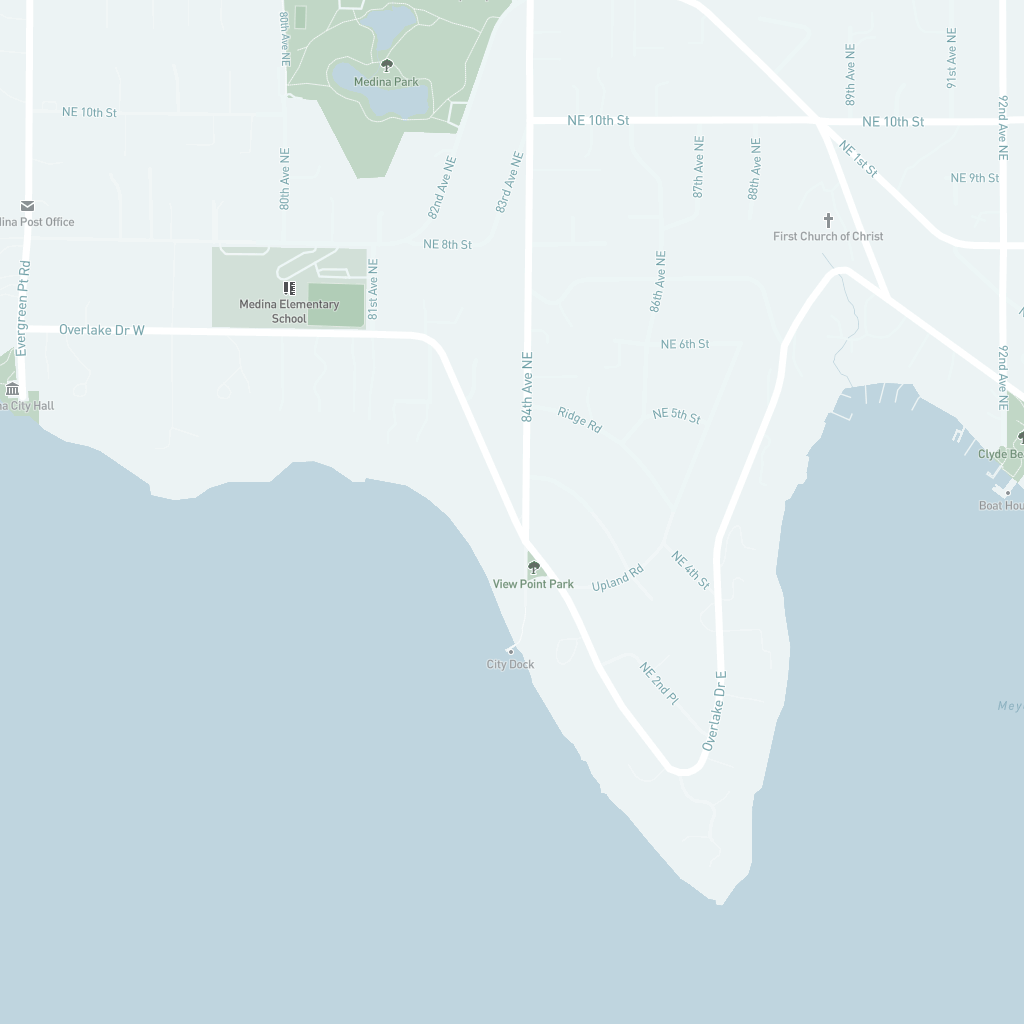 80th Ave NE
Medina Park
89th Ave NE
91st Ave NE
92nd Ave NE
NE 10th St
NE 10th St
NE 10th St
NE 1st St
80th Ave NE
82nd Ave NE
83rd Ave NE
87th Ave NE
88th Ave NE
NE 9th St
Post Office
First Church of Christ
NE 8th St
81st Ave NE
86th Ave NE
Evergreen Pt Rd
Medina Elementary
School
Overlake Dr W
NE 6th St
84th Ave NE
92nd Ave NE
City Hall
Ridge Rd
NE 5th St
Clyde
Boat
View Point Park
Upland Rd
NE 4th St
City Dock
NE 2nd Pl
Overlake Dr E